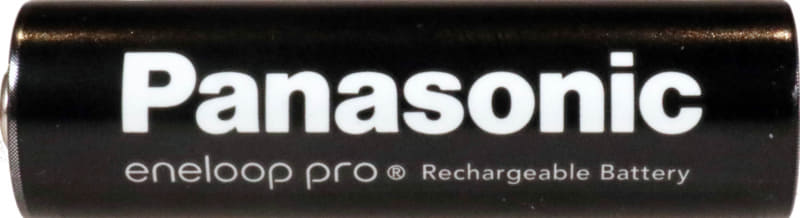 Panasonic
eneloop pro® Rechargeable Battery